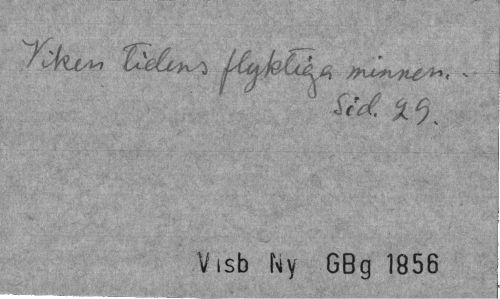 Viken tidens flyktiga minnen. -
Sid. 29.
Visb Ny GBg 1856